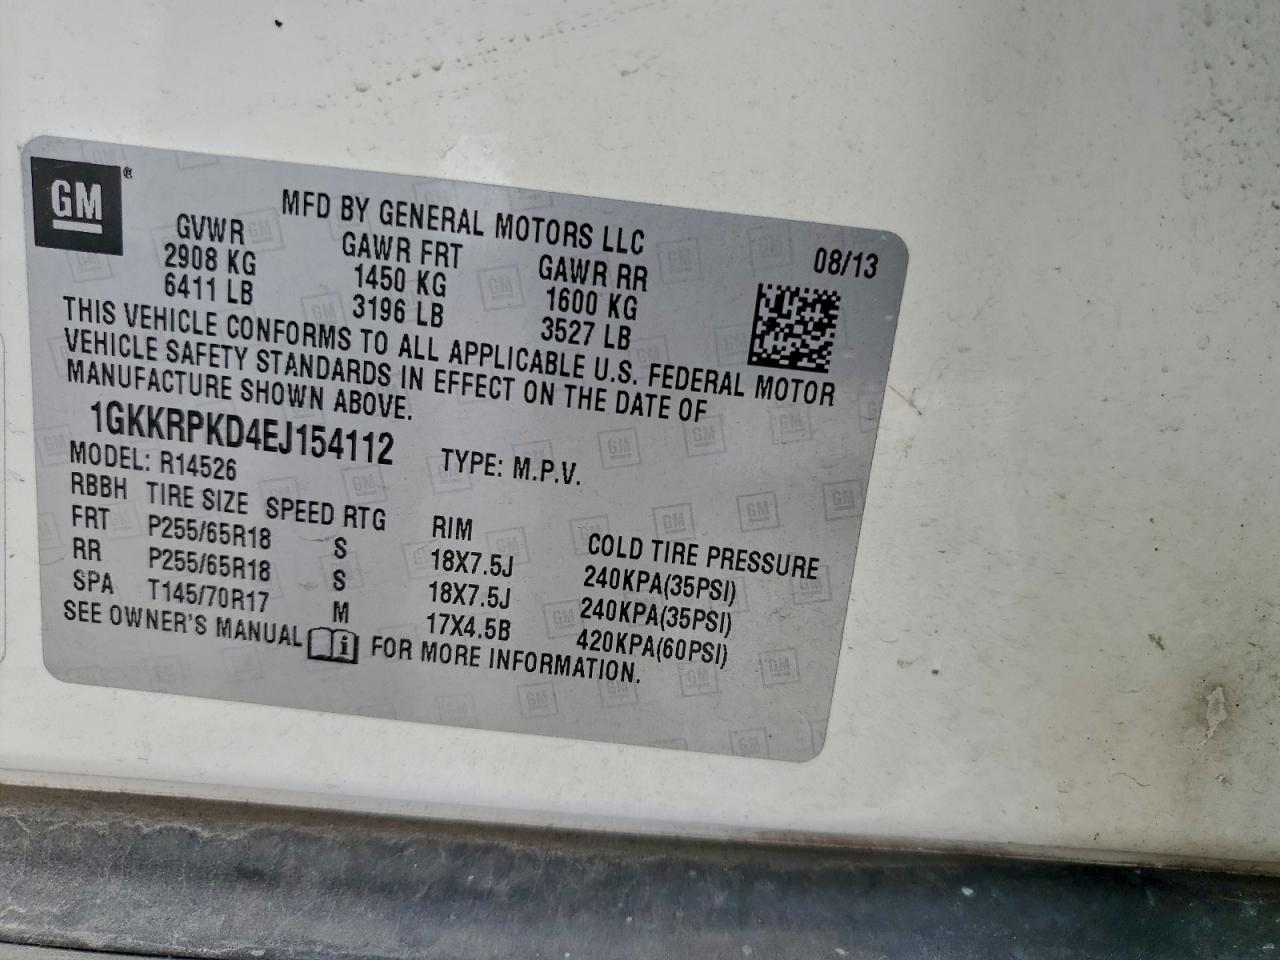 GM®
MFD BY GENERAL MOTORS LLC
GVWR GAWR FRT GAWR RR 08/13
2908 KG 1450 KG 1600 KG
6411 LB 3196 LB 3527 LB
THIS VEHICLE CONFORMS TO ALL APPLICABLE U.S. FEDERAL MOTOR
VEHICLE SAFETY STANDARDS IN EFFECT ON THE DATE OF
MANUFACTURE SHOWN ABOVE.
1GKKRPKD4EJ154112 TYPE: M.P.V.
MODEL: R14526
RBBH TIRE SIZE SPEED RTG RIM COLD TIRE PRESSURE
FRT P255/65R18 S 18X7.5J 240KPA(35PSI)
RR P255/65R18 S 18X7.5J 240KPA(35PSI)
SPA T145/70R17 M 17X4.5B 420KPA(60PSI)
SEE OWNER'S MANUAL i FOR MORE INFORMATION.